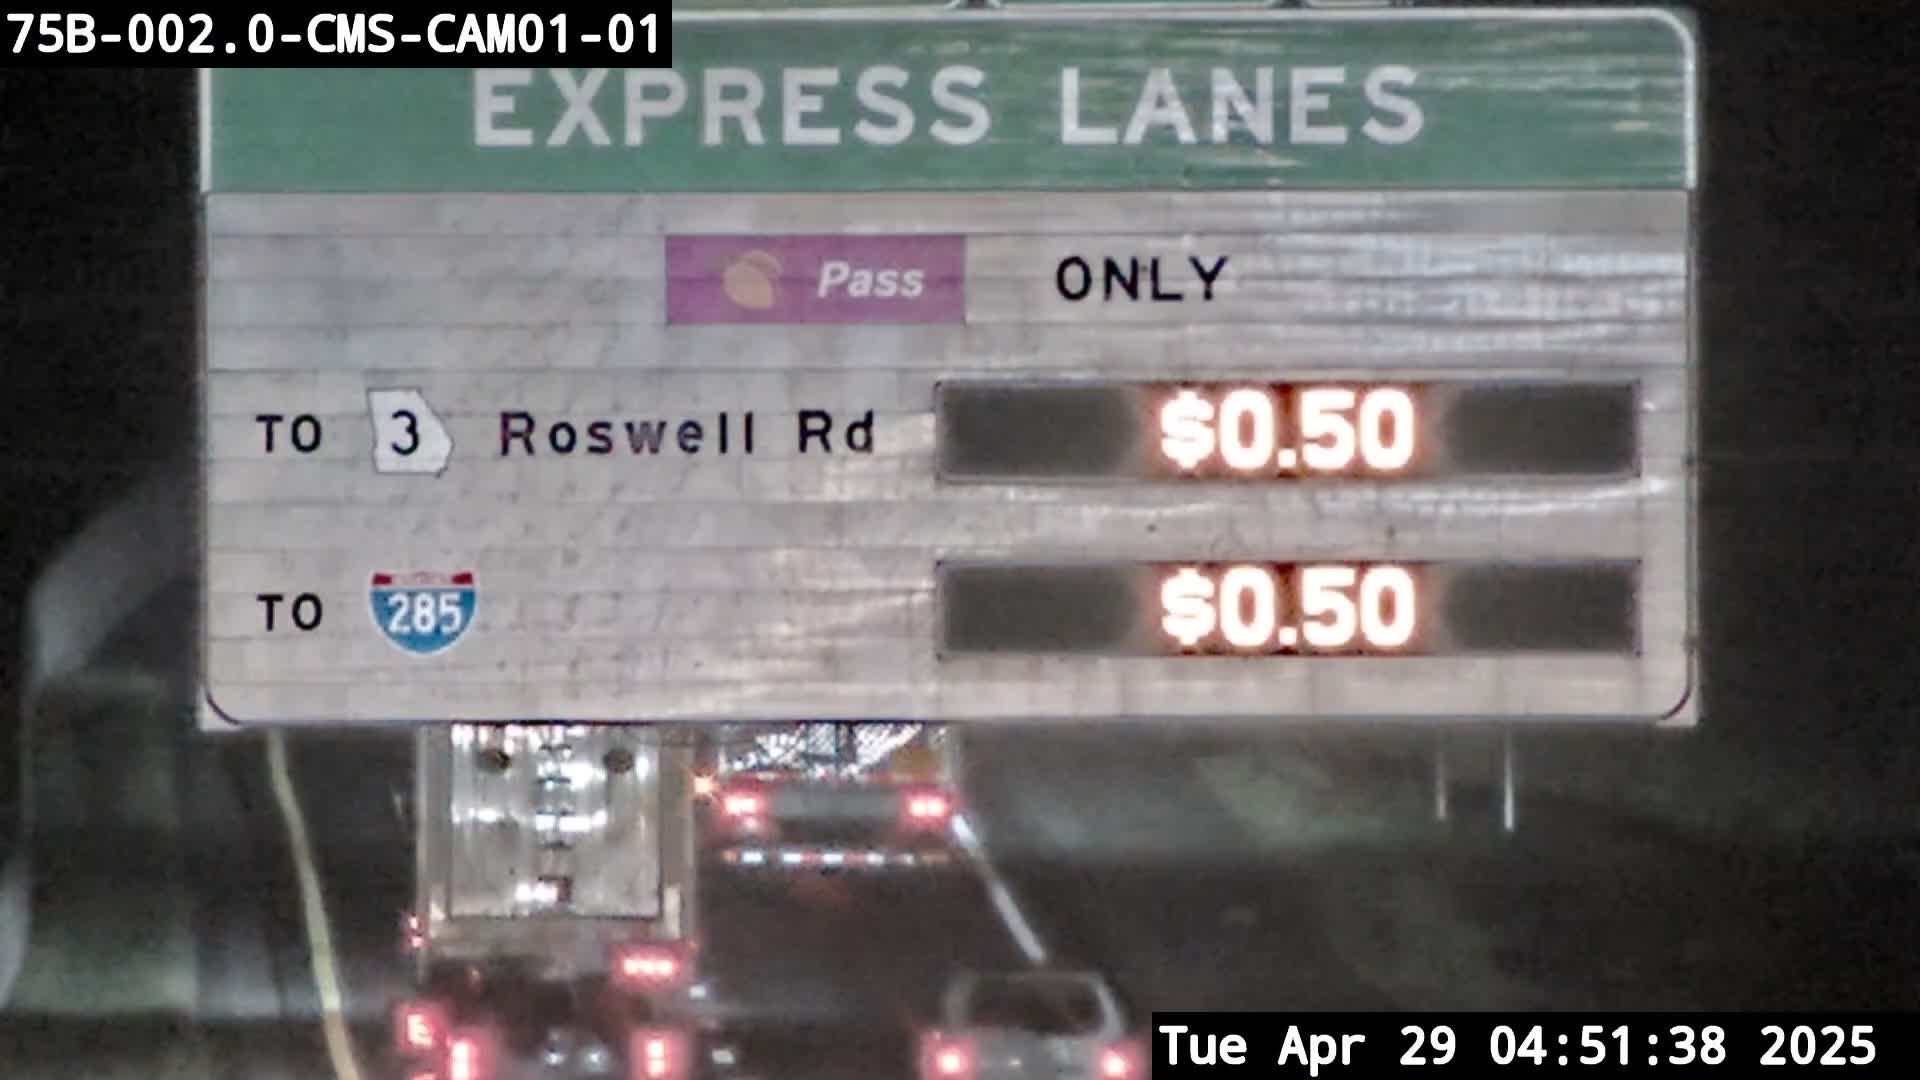 75B-002.0-CMS-CAM01-01
EXPRESS LANES
Pass ONLY
TO 3 Roswell Rd $0.50
TO 285 $0.50
Tue Apr 29 04:51:38 2025